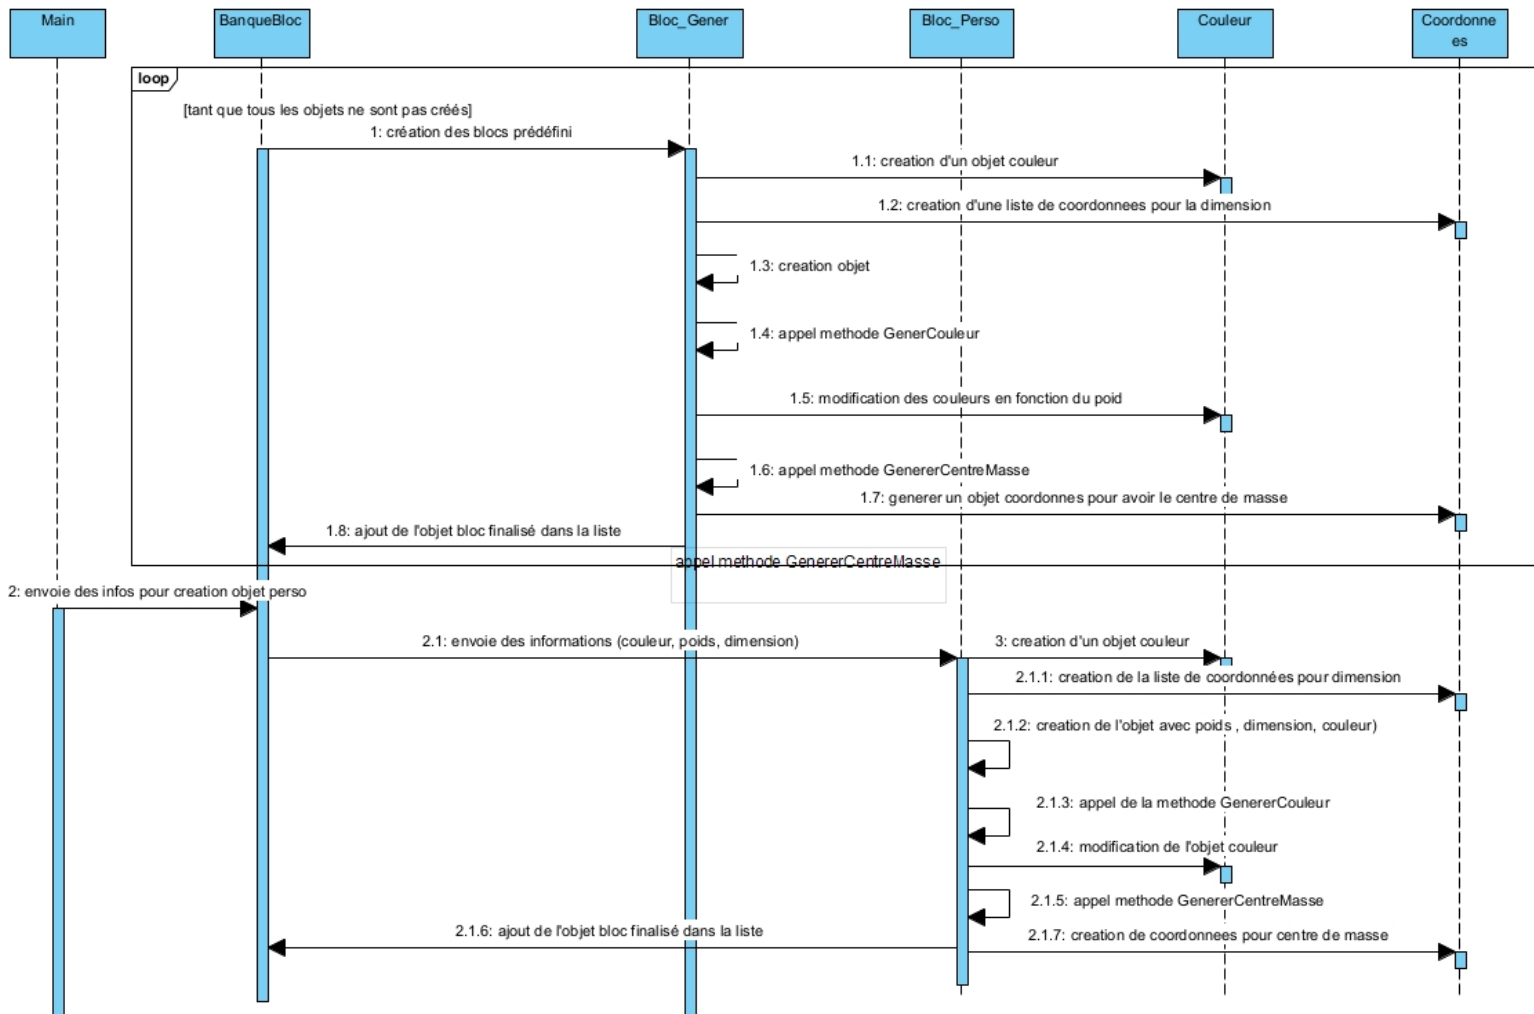 Main
BanqueBloc
Bloc_Gener
Bloc_Perso
Couleur
Coordonne
es
loop
[tant que tous les objets ne sont pas créés]
1: création des blocs prédéfini
1.1: creation d'un objet couleur
1.2: creation d'une liste de coordonnees pour la dimension
1.3: creation objet
1.4: appel methode GenerCouleur
1.5: modification des couleurs en fonction du poid
1.6: appel methode GenererCentreMasse
1.7: generer un objet coordonnes pour avoir le centre de masse
1.8: ajout de l'objet bloc finalisé dans la liste
appel methode GenererCentreMasse
2: envoie des infos pour creation objet perso
2.1: envoie des informations (couleur, poids, dimension)
3: creation d'un objet couleur
2.1.1: creation de la liste de coordonnées pour dimension
2.1.2: creation de l'objet avec poids , dimension, couleur)
2.1.3: appel de la methode GenererCouleur
2.1.4: modification de l'objet couleur
2.1.5: appel methode GenererCentreMasse
2.1.6: ajout de l'objet bloc finalisé dans la liste
2.1.7: creation de coordonnees pour centre de masse